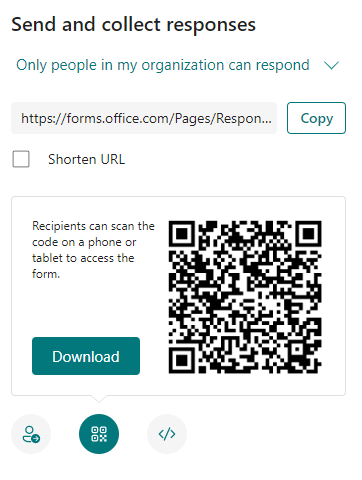 Send and collect responses
Only people in my organization can respond
https://forms.office.com/Pages/Respon...
Copy
Shorten URL
Recipients can scan the
code on a phone or
tablet to access the
form.
Download